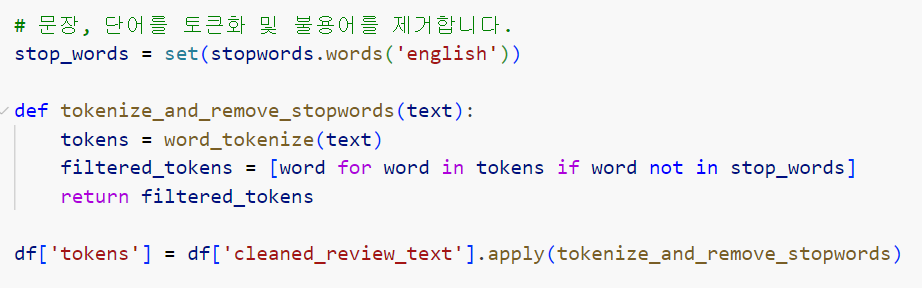 # 문장, 단어를 토큰화 및 불용어를 제거합니다.
stop_words = set(stopwords.words('english'))
def tokenize_and_remove_stopwords(text):
    tokens = word_tokenize(text)
    filtered_tokens = [word for word in tokens if word not in stop_words]
    return filtered_tokens
df['tokens'] = df['cleaned_review_text'].apply(tokenize_and_remove_stopwords)